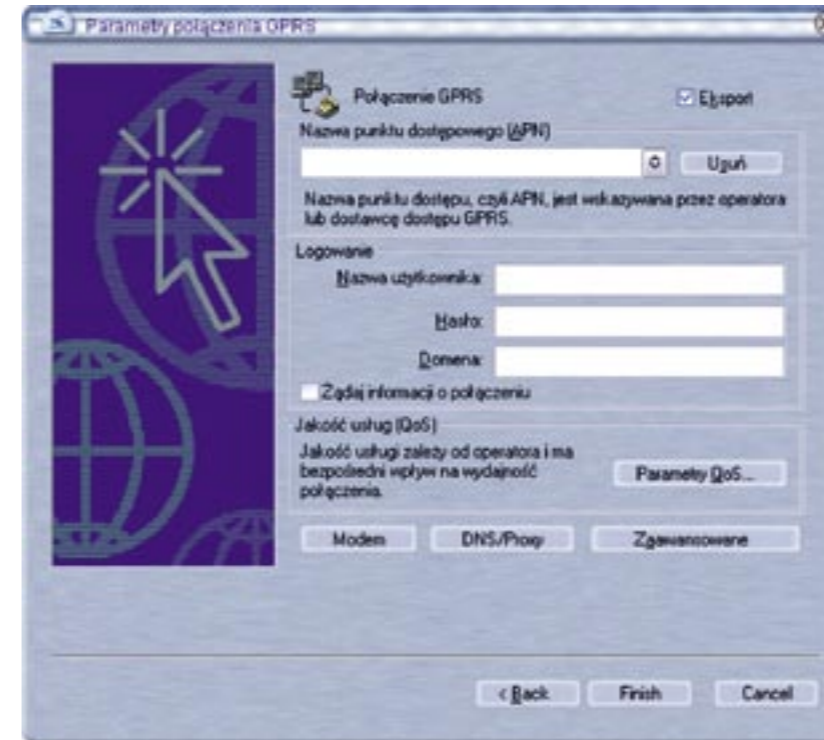 Parametry połączenia GPRS
Połączenie GPRS
Eksport
Nazwa punktu dostępowego (APN)
Usuń
Nazwa punktu dostępu, czyli APN, jest wskazywana przez operatora
lub dostawcę dostępu GPRS.
Logowanie
Nazwa użytkownika:
Hasło:
Domena:
Żądaj informacji o połączeniu
Jakość usług (QoS)
Jakość usługi zależy od operatora i ma
bezpośredni wpływ na wydajność
połączenia.
Parametry QoS...
Modem
DNS/Proxy
Zaawansowane
< Back
Finish
Cancel